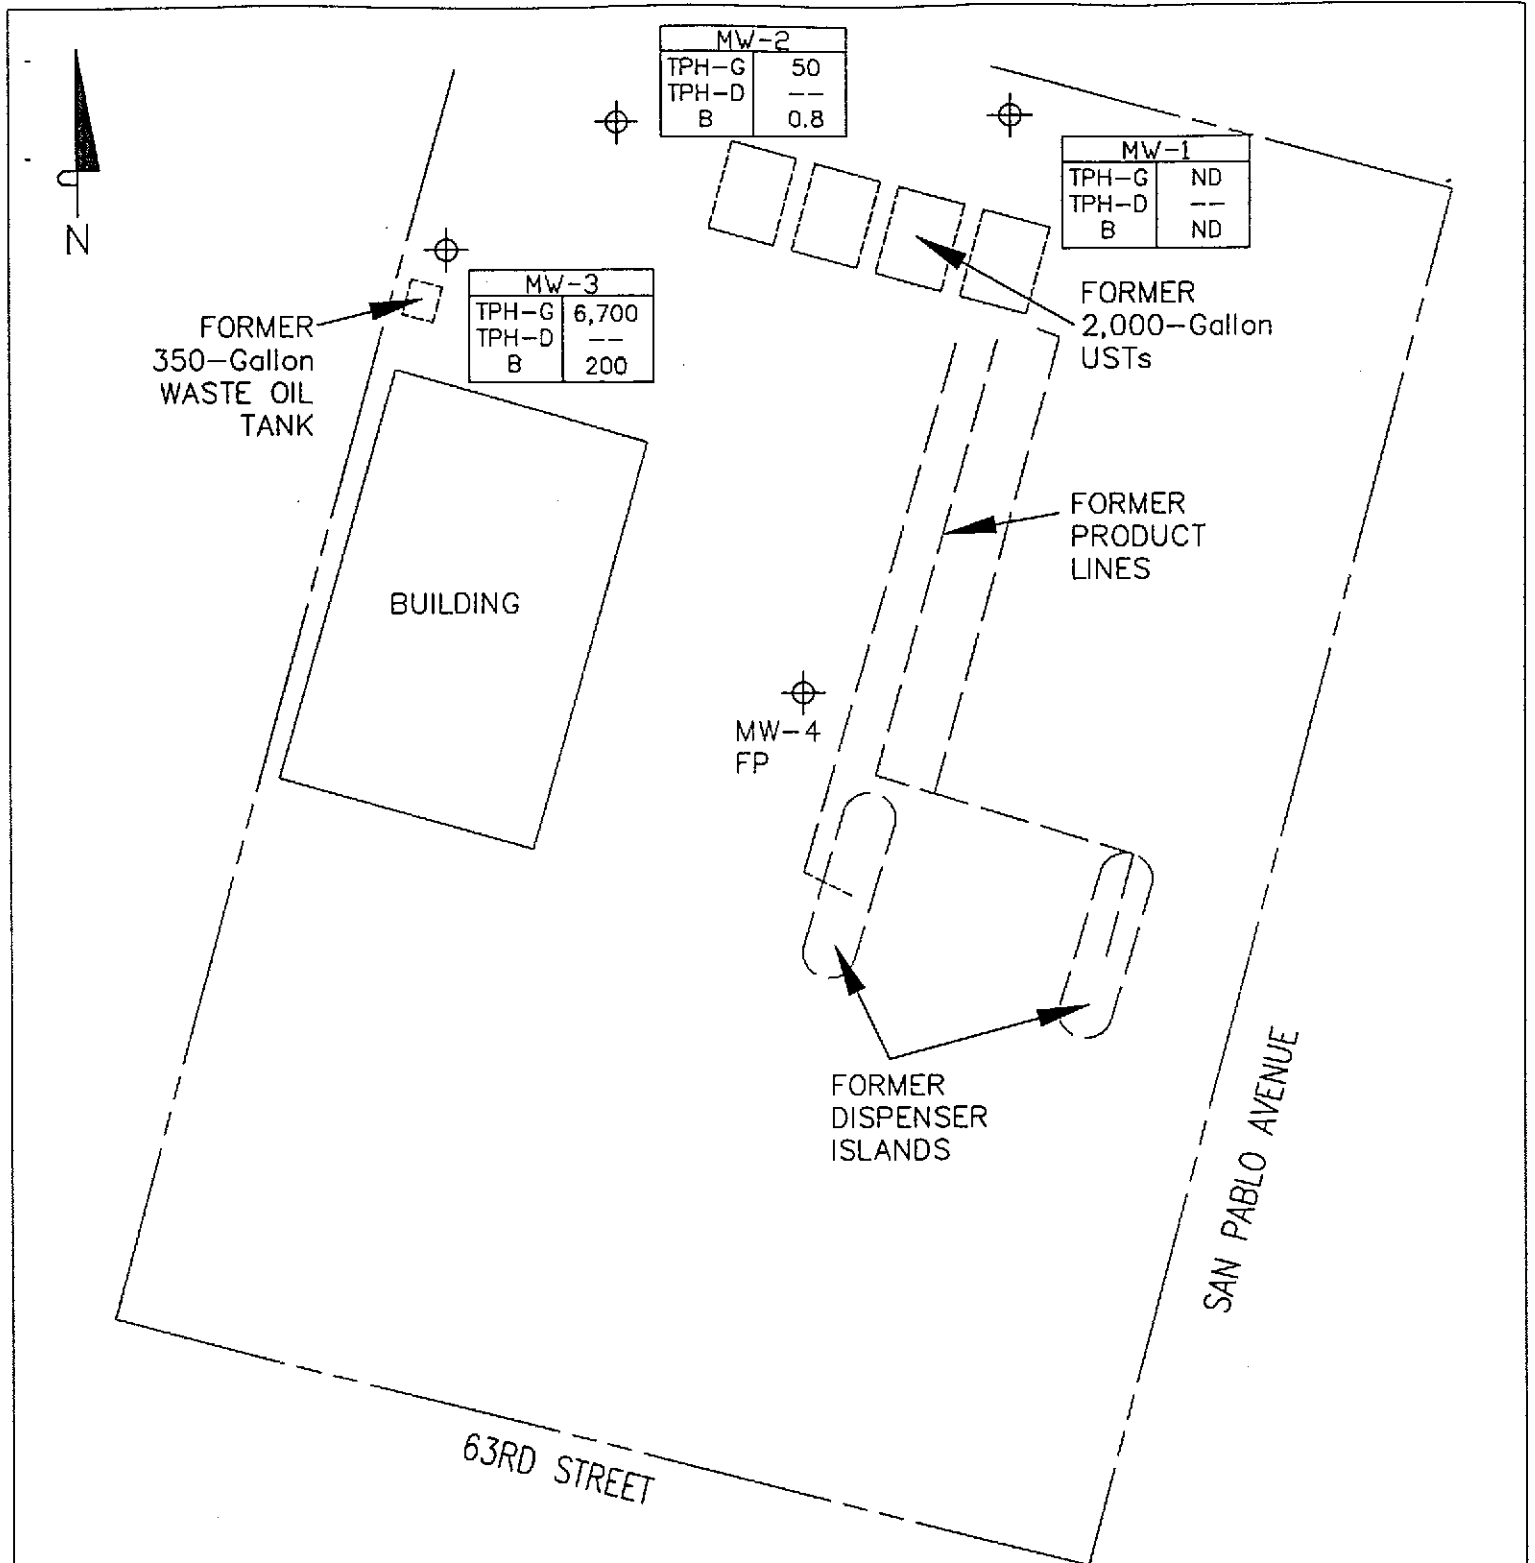 MW-2
TPH-G 50
TPH-D --
B 0.8
MW-1
TPH-G ND
TPH-D --
B ND
N
MW-3
TPH-G 6,700
TPH-D --
B 200
FORMER
350-Gallon
WASTE OIL
TANK
FORMER
2,000-Gallon
USTs
FORMER
PRODUCT
LINES
BUILDING
MW-4
FP
FORMER
DISPENSER
ISLANDS
SAN PABLO AVENUE
63RD STREET